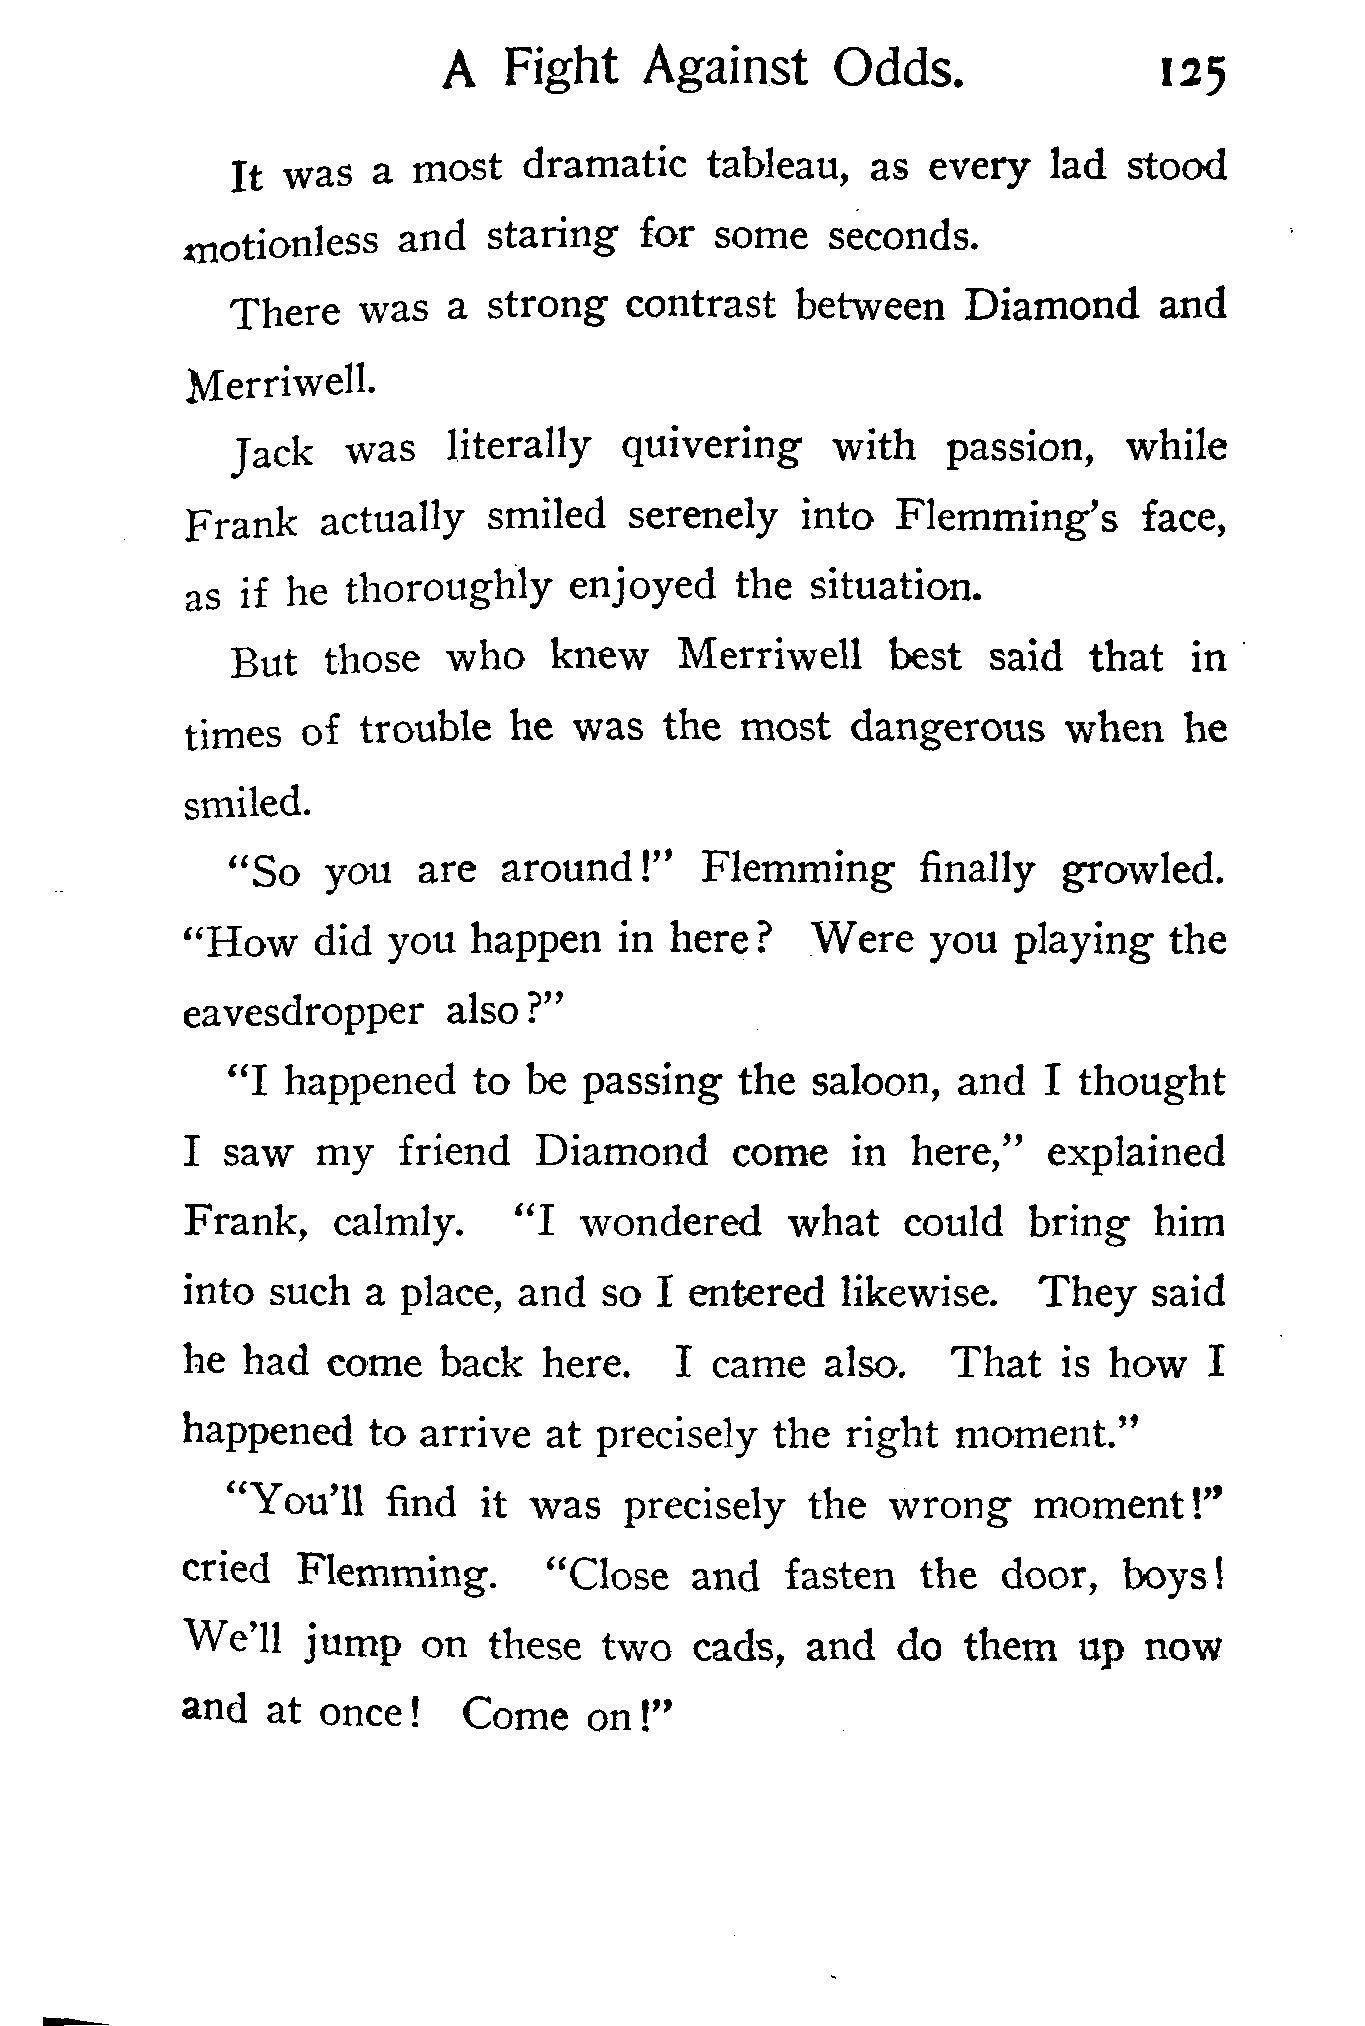 A Fight Against Odds. 125
It was a most dramatic tableau, as every lad stood
motionless and staring for some seconds.
There was a strong contrast between Diamond and
Merriwell.
Jack was literally quivering with passion, while
Frank actually smiled serenely into Flemming's face,
as if he thoroughly enjoyed the situation.
But those who knew Merriwell best said that in
times of trouble he was the most dangerous when he
smiled.
"So you are around!" Flemming finally growled.
"How did you happen in here? Were you playing the
eavesdropper also?"
"I happened to be passing the saloon, and I thought
I saw my friend Diamond come in here," explained
Frank, calmly. "I wondered what could bring him
into such a place, and so I entered likewise. They said
he had come back here. I came also. That is how I
happened to arrive at precisely the right moment."
"You'll find it was precisely the wrong moment!"
cried Flemming. "Close and fasten the door, boys!
We'll jump on these two cads, and do them up now
and at once! Come on!"